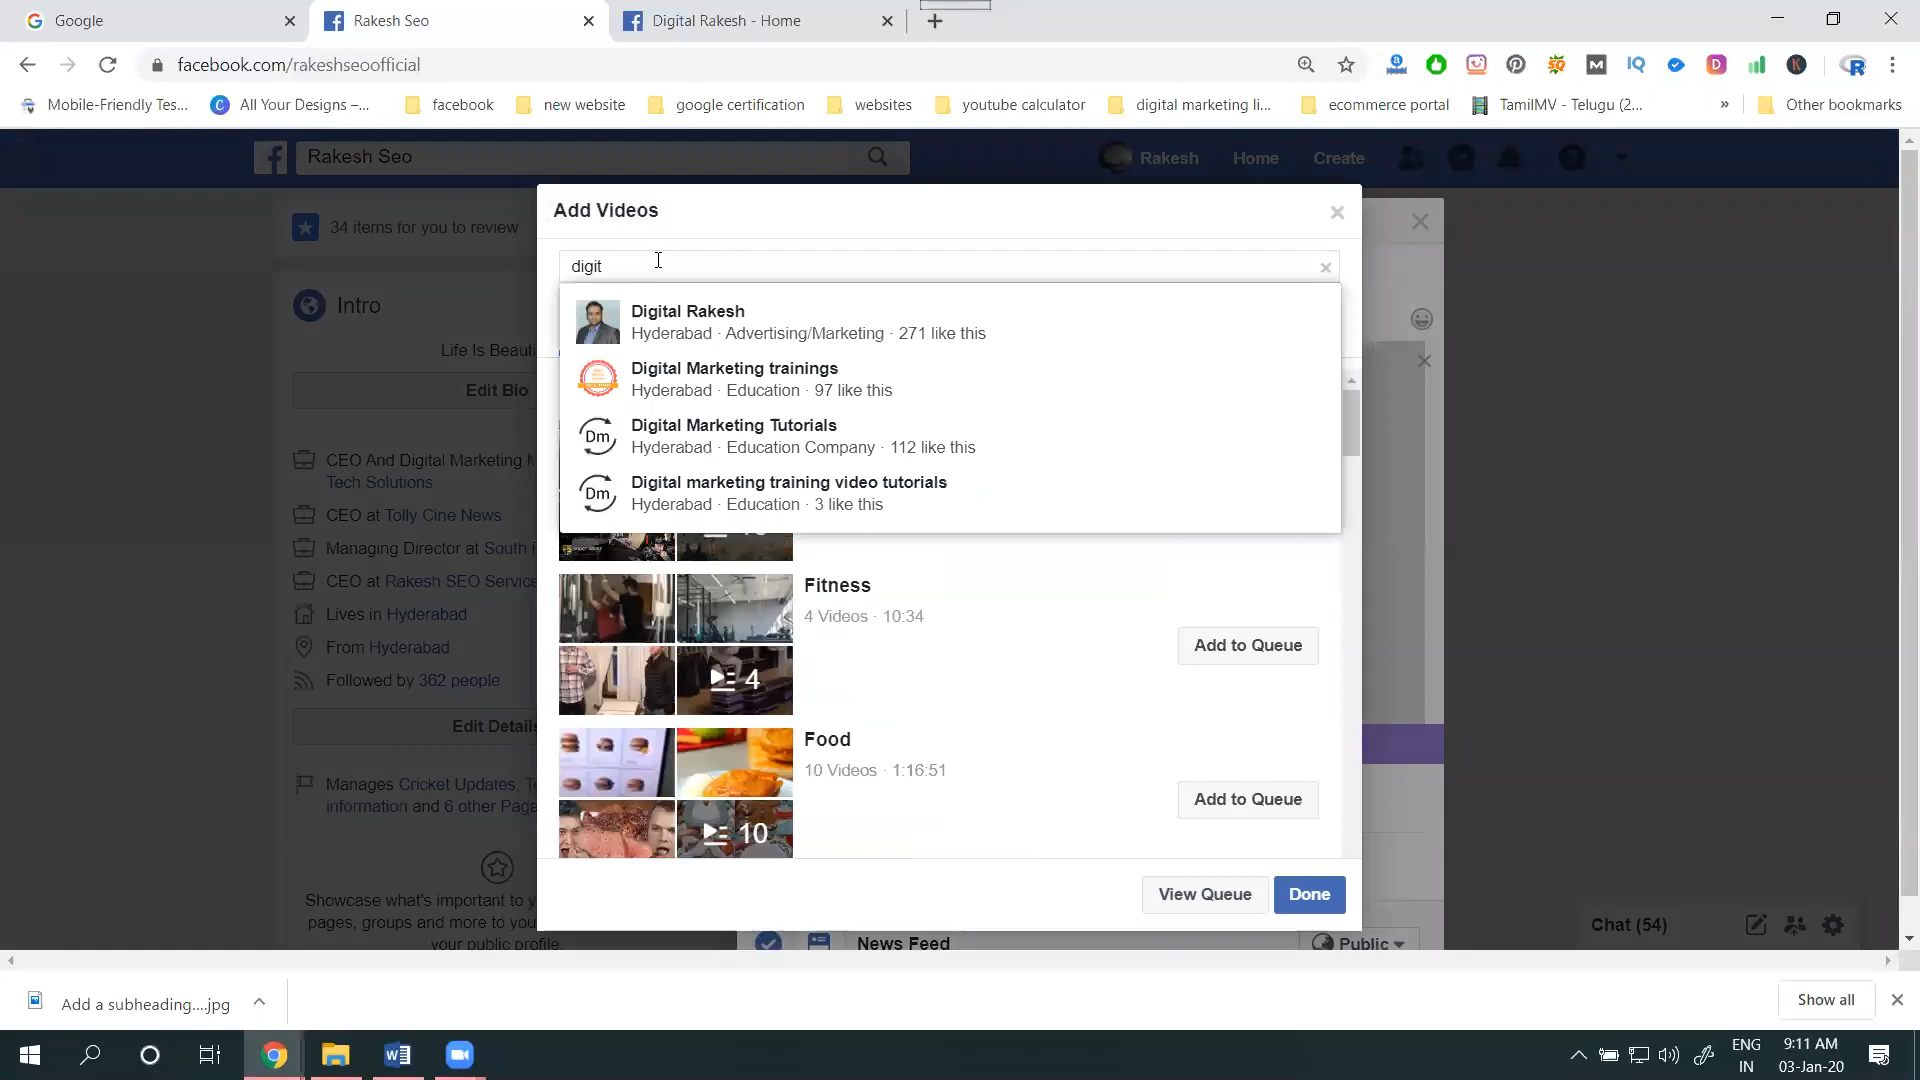 Google
Rakesh Seo
Digital Rakesh - Home
facebook.com/rakeshseoofficial
Mobile-Friendly Tes...
All Your Designs –...
facebook
new website
google certification
websites
youtube calculator
digital marketing li...
ecommerce portal
TamilMV - Telugu (2...
»
Other bookmarks
Rakesh Seo
Rakesh
Home
Create
34 items for you to review
Intro
Life Is Beauti
Edit Bio
CEO And Digital Marketing M
Tech Solutions
CEO at Tolly Cine News
Managing Director at South
CEO at Rakesh SEO Service
Lives in Hyderabad
From Hyderabad
Followed by 362 people
Edit Details
Manages Cricket Updates, Te
information and 6 other Page
Showcase what's important to y
pages, groups and more to you
your public profile.
Add Videos
digit
Digital Rakesh
Hyderabad · Advertising/Marketing · 271 like this
Digital Marketing trainings
Hyderabad · Education · 97 like this
Dm
Digital Marketing Tutorials
Hyderabad · Education Company · 112 like this
Dm
Digital marketing training video tutorials
Hyderabad · Education · 3 like this
Fitness
4 Videos · 10:34
Add to Queue
4
Food
10 Videos · 1:16:51
Add to Queue
10
View Queue
Done
News Feed
Public
Chat (54)
Add a subheading....jpg
Show all
ENG
IN
9:11 AM
03-Jan-20